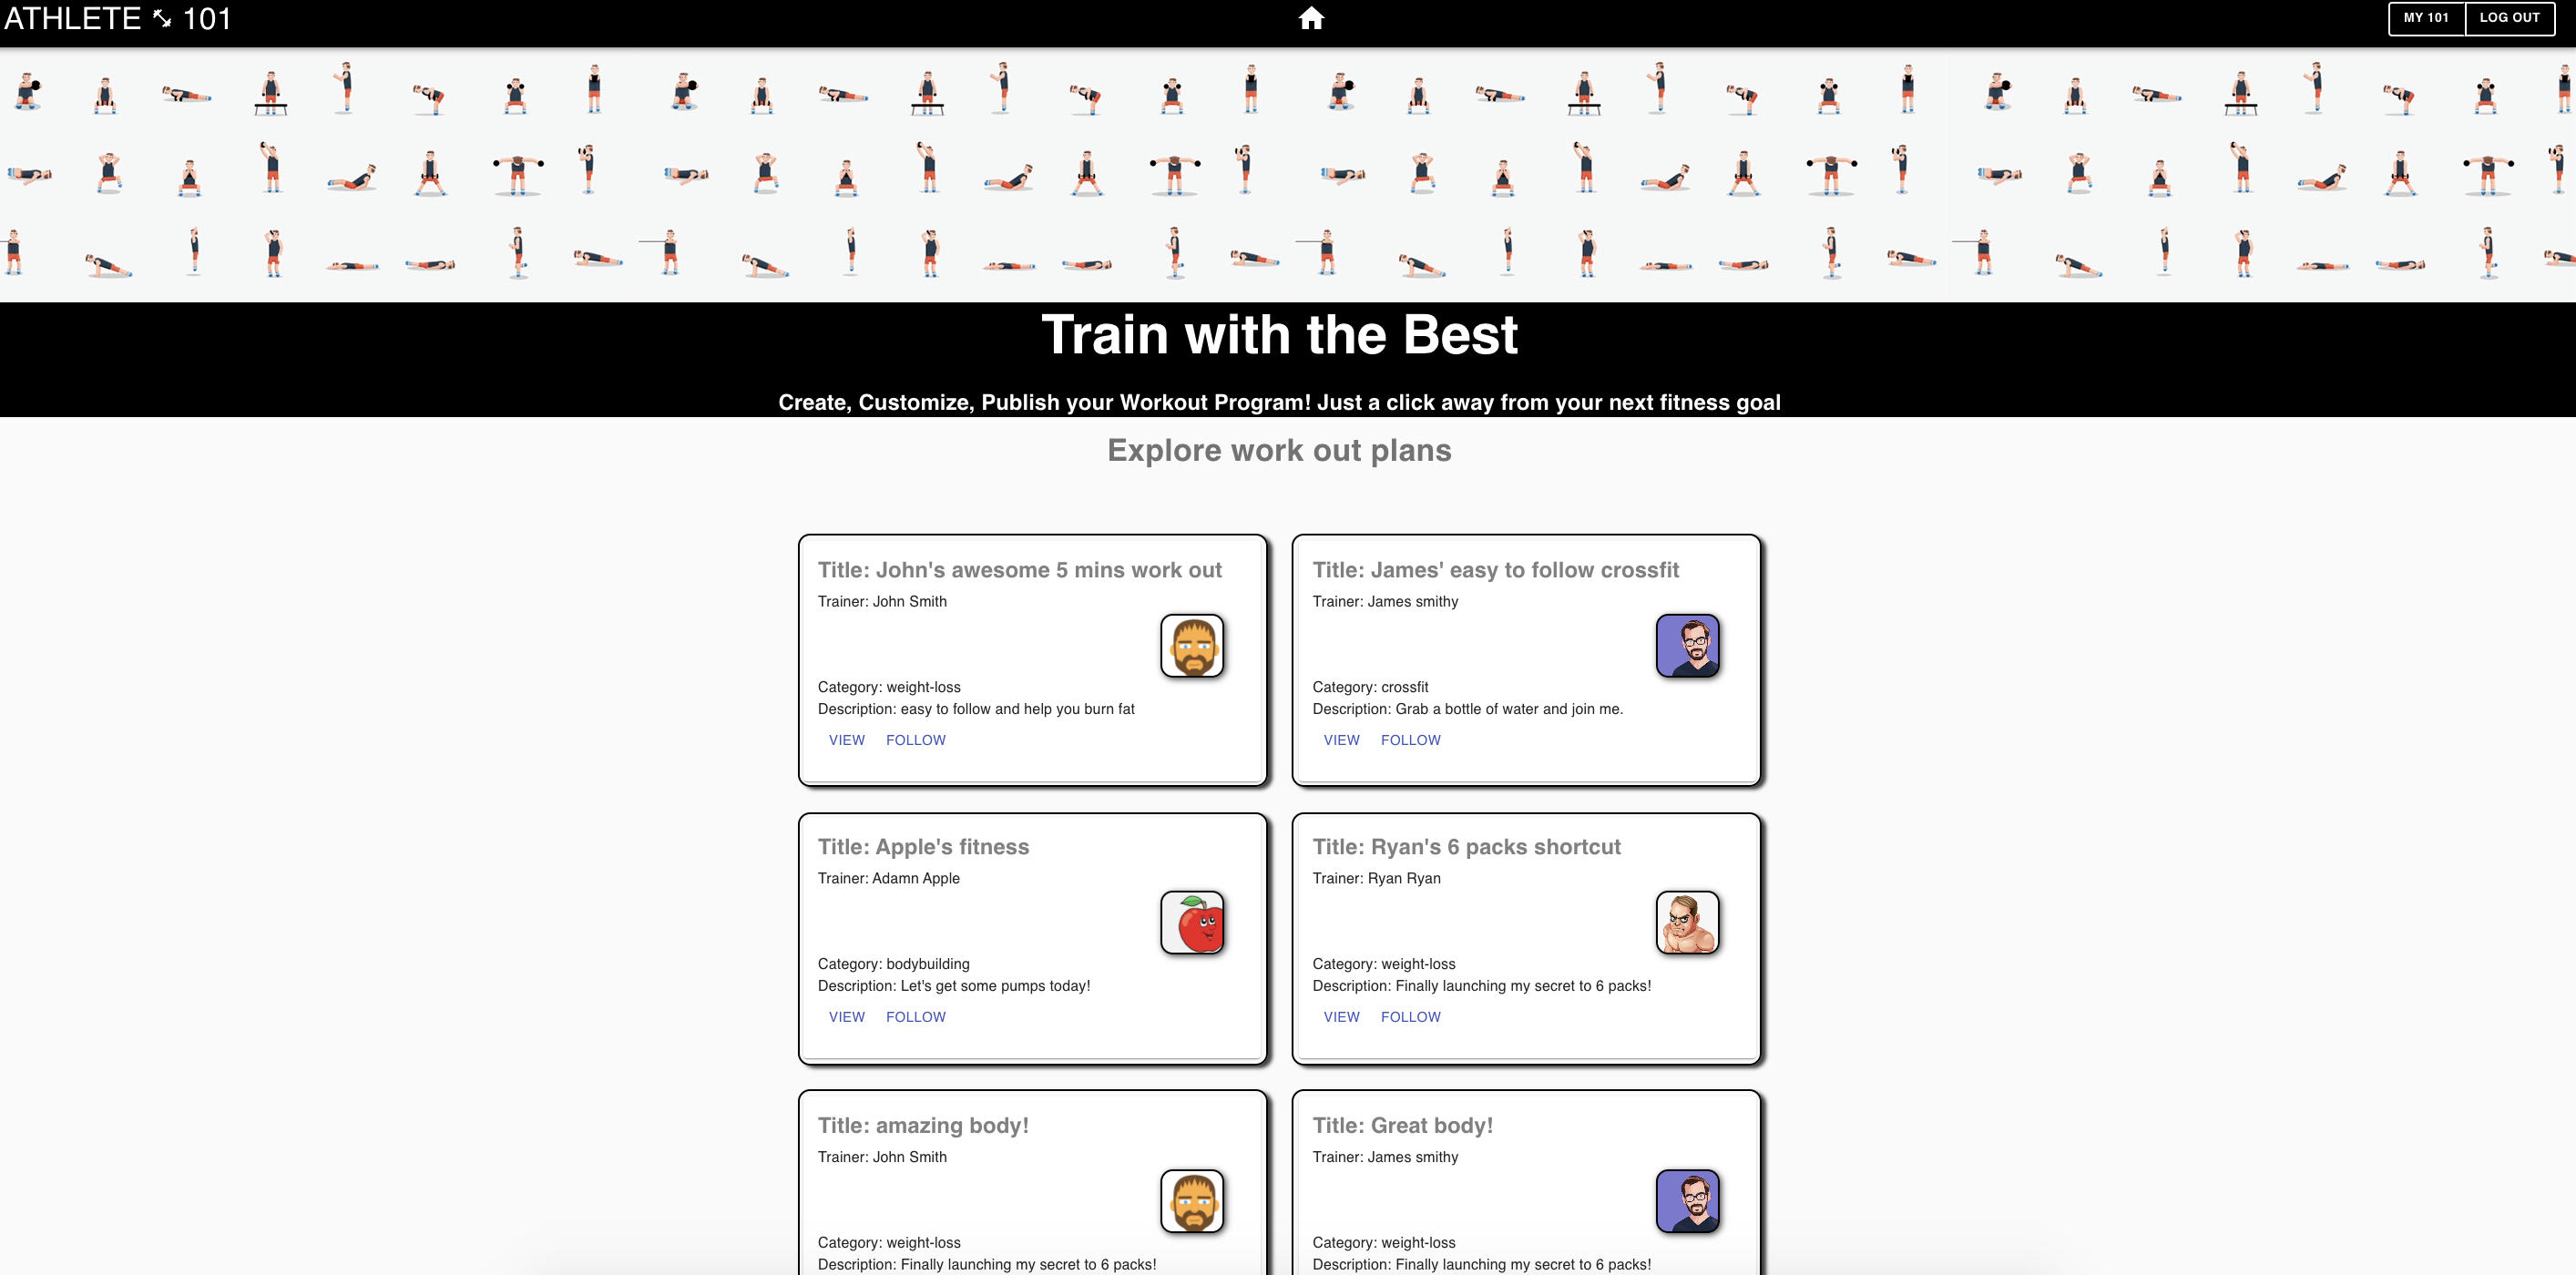 ATHLETE 101
MY 101
LOG OUT
Train with the Best
Create, Customize, Publish your Workout Program! Just a click away from your next fitness goal
Explore work out plans
Title: John's awesome 5 mins work out
Trainer: John Smith
Category: weight-loss
Description: easy to follow and help you burn fat
VIEW FOLLOW
Title: James' easy to follow crossfit
Trainer: James smithy
Category: crossfit
Description: Grab a bottle of water and join me.
VIEW FOLLOW
Title: Apple's fitness
Trainer: Adamn Apple
Category: bodybuilding
Description: Let's get some pumps today!
VIEW FOLLOW
Title: Ryan's 6 packs shortcut
Trainer: Ryan Ryan
Category: weight-loss
Description: Finally launching my secret to 6 packs!
VIEW FOLLOW
Title: amazing body!
Trainer: John Smith
Category: weight-loss
Description: Finally launching my secret to 6 packs!
Title: Great body!
Trainer: James smithy
Category: weight-loss
Description: Finally launching my secret to 6 packs!